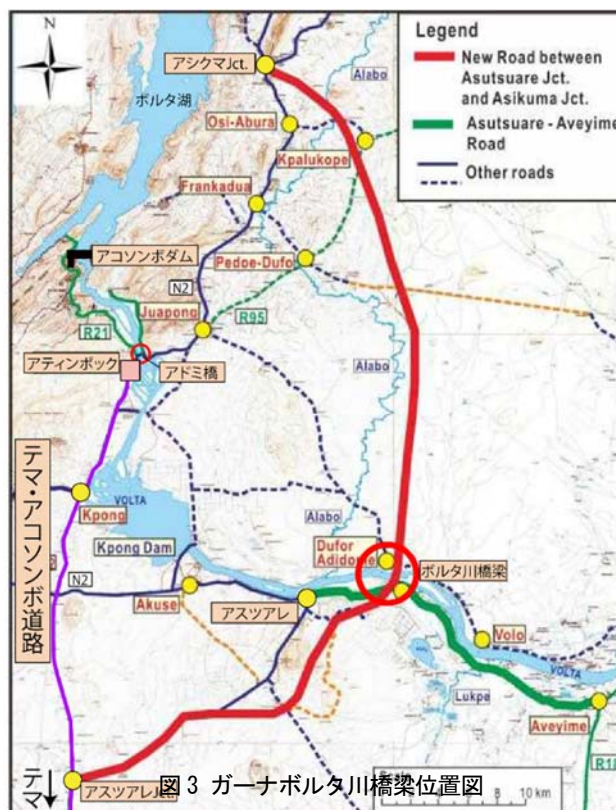 N
アシクマJct.
ボルタ湖
Alabo
Legend
New Road between
Asutsuare Jct.
and Asikuma Jct.
Asutsuare - Aveyime
Road
Other roads
Osi-Abura
Kpalukope
Frankadua
アコソンボダム
Pedoe-Dufo
N2
Juapong
R95
R21
Alabo
アティンポック
アドミ橋
テマ・アコソンボ道路
Kpong
VOLTA
Kpong Dam
Alabo
Dufor
Adidome
ボルタ川橋梁
N2
Akuse
アスツアレ
Volo
VOLTA
Lukpe
Aveyime
テマ
アスツアレJct.
図 3 ガーナボルタ川橋梁位置図
10 km